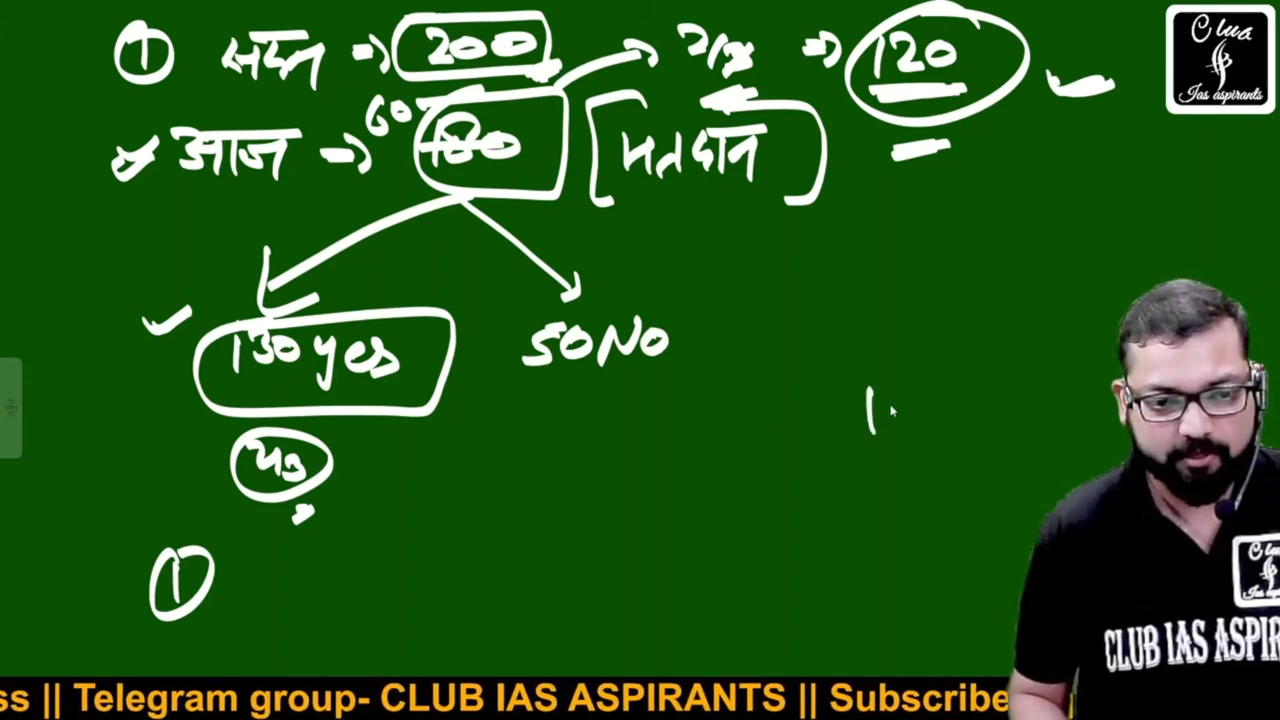 ① सदन => 200 → 2/3 => 120
Club
Ias aspirants
आज => 60 180 [मतदान]
130 yes 50 NO
①
CLUB IAS ASPIR
ss || Telegram group- CLUB IAS ASPIRANTS || Subscribe